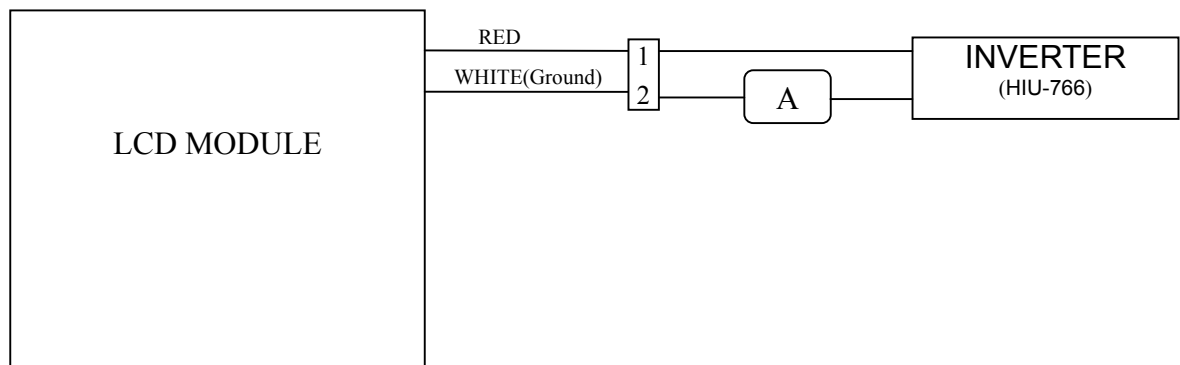 RED
WHITE(Ground)
1
2
A
INVERTER
(HIU-766)
LCD MODULE